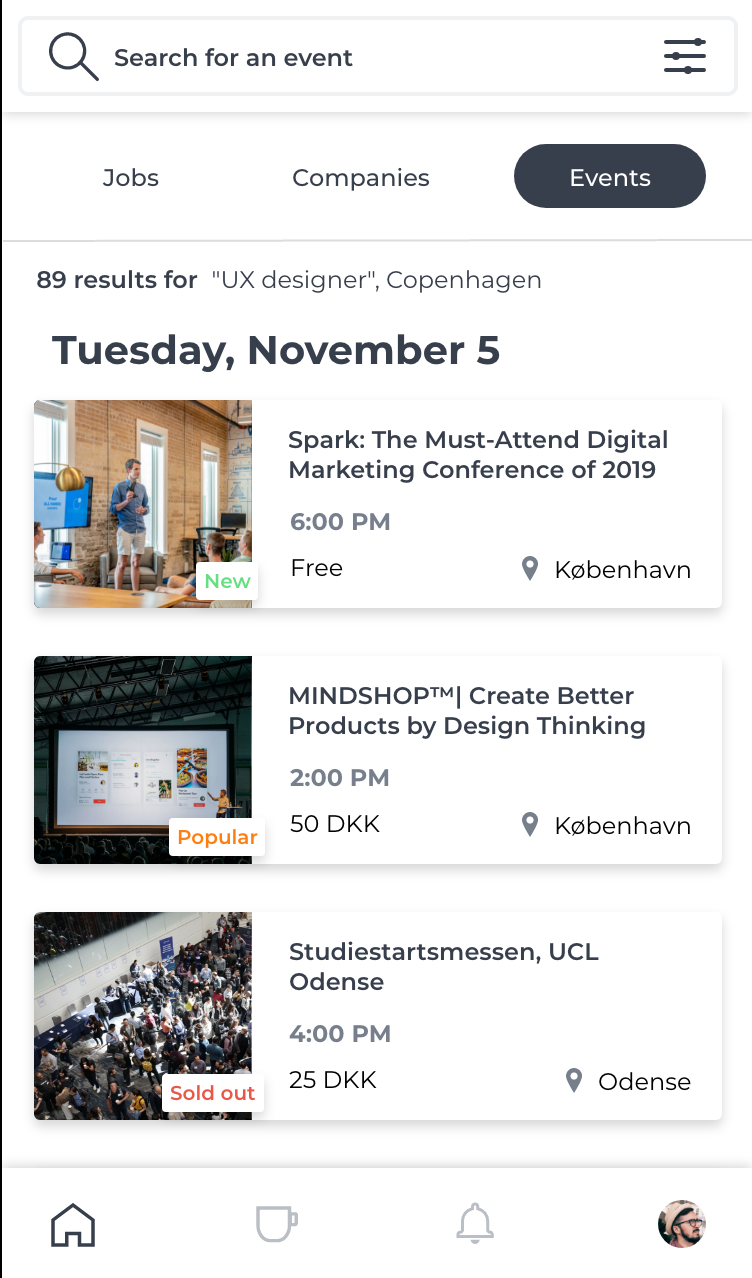 Search for an event
Jobs
Companies
Events
89 results for "UX designer", Copenhagen
Tuesday, November 5
Spark: The Must-Attend Digital
Marketing Conference of 2019
6:00 PM
Free
København
New
MINDSHOP™| Create Better
Products by Design Thinking
2:00 PM
50 DKK
København
Popular
Studiestartsmessen, UCL
Odense
4:00 PM
25 DKK
Odense
Sold out